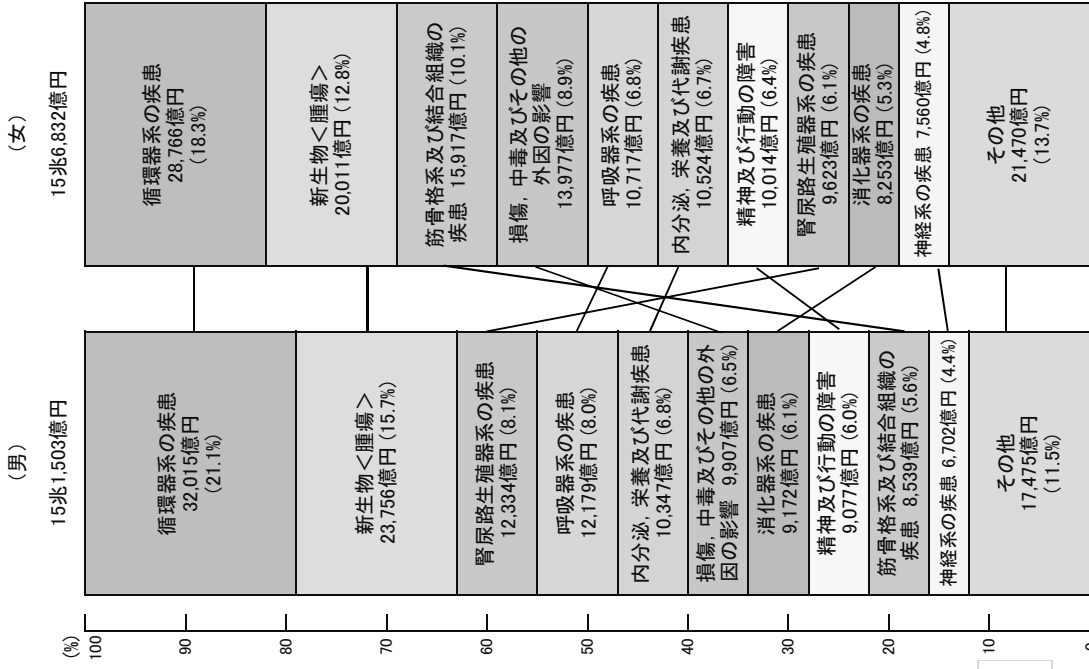 (男)
15兆1,503億円
循環器系の疾患
32,015億円
(21.1%)
新生物<腫瘍>
23,756億円 (15.7%)
腎尿路生殖器系の疾患
12,334億円 (8.1%)
呼吸器系の疾患
12,179億円 (8.0%)
内分泌, 栄養及び代謝疾患
10,347億円 (6.8%)
損傷, 中毒及びその他の外
因の影響 9,907億円 (6.5%)
消化器系の疾患
9,172億円 (6.1%)
精神及び行動の障害
9,077億円 (6.0%)
筋骨格系及び結合組織の
疾患 8,539億円 (5.6%)
神経系の疾患 6,702億円 (4.4%)
その他
17,475億円
(11.5%)
(女)
15兆6,832億円
循環器系の疾患
28,766億円
(18.3%)
新生物<腫瘍>
20,011億円 (12.8%)
筋骨格系及び結合組織の
疾患 15,917億円 (10.1%)
損傷, 中毒及びその他の
外因の影響
13,977億円 (8.9%)
呼吸器系の疾患
10,717億円 (6.8%)
内分泌, 栄養及び代謝疾患
10,524億円 (6.7%)
精神及び行動の障害
10,014億円 (6.4%)
腎尿路生殖器系の疾患
9,623億円 (6.1%)
消化器系の疾患
8,253億円 (5.3%)
神経系の疾患 7,560億円 (4.8%)
その他
21,470億円
(13.7%)
(%)
100
90
80
70
60
50
40
30
20
10
0